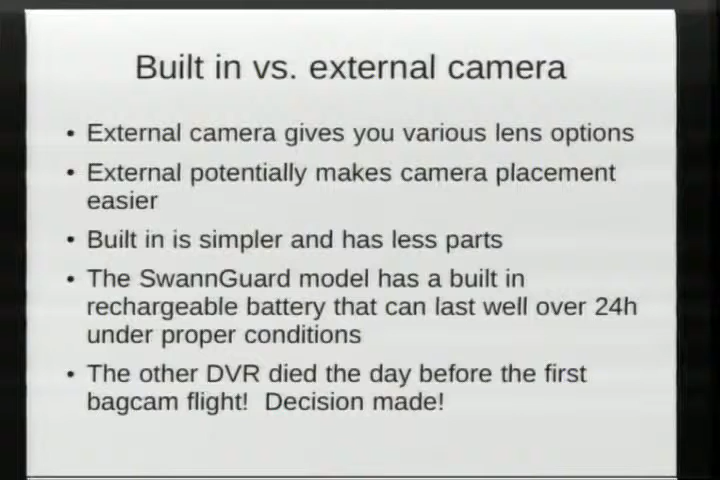 Built in vs. external camera
• External camera gives you various lens options
• External potentially makes camera placement
easier
• Built in is simpler and has less parts
• The SwannGuard model has a built in
rechargeable battery that can last well over 24h
under proper conditions
• The other DVR died the day before the first
bagcam flight!  Decision made!